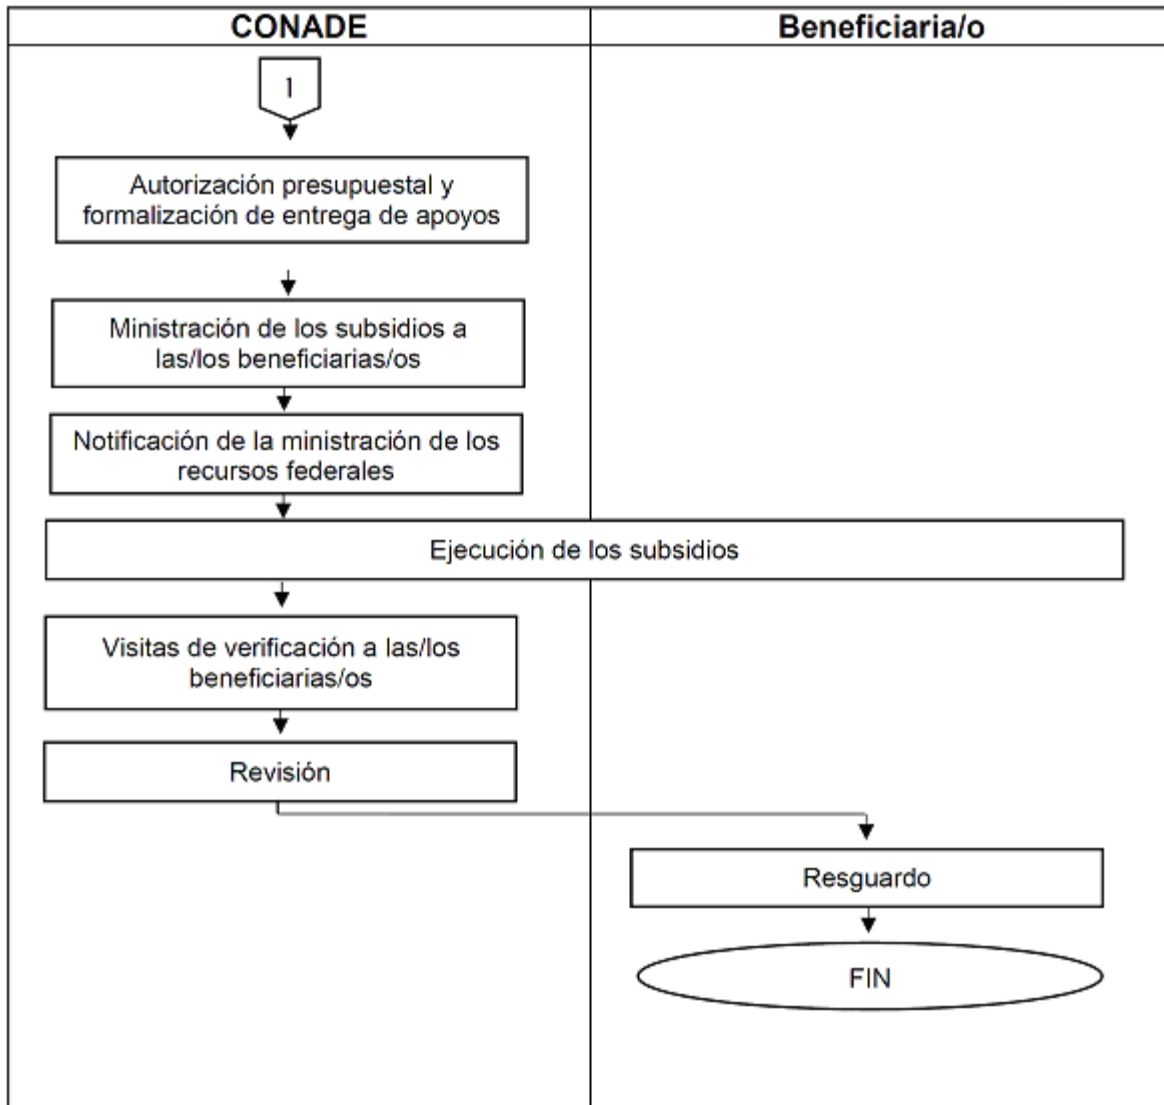 CONADE
Beneficiaria/o
1
Autorización presupuestal y
formalización de entrega de apoyos
Ministración de los subsidios a
las/los beneficiarias/os
Notificación de la ministración de los
recursos federales
Ejecución de los subsidios
Visitas de verificación a las/los
beneficiarias/os
Revisión
Resguardo
FIN